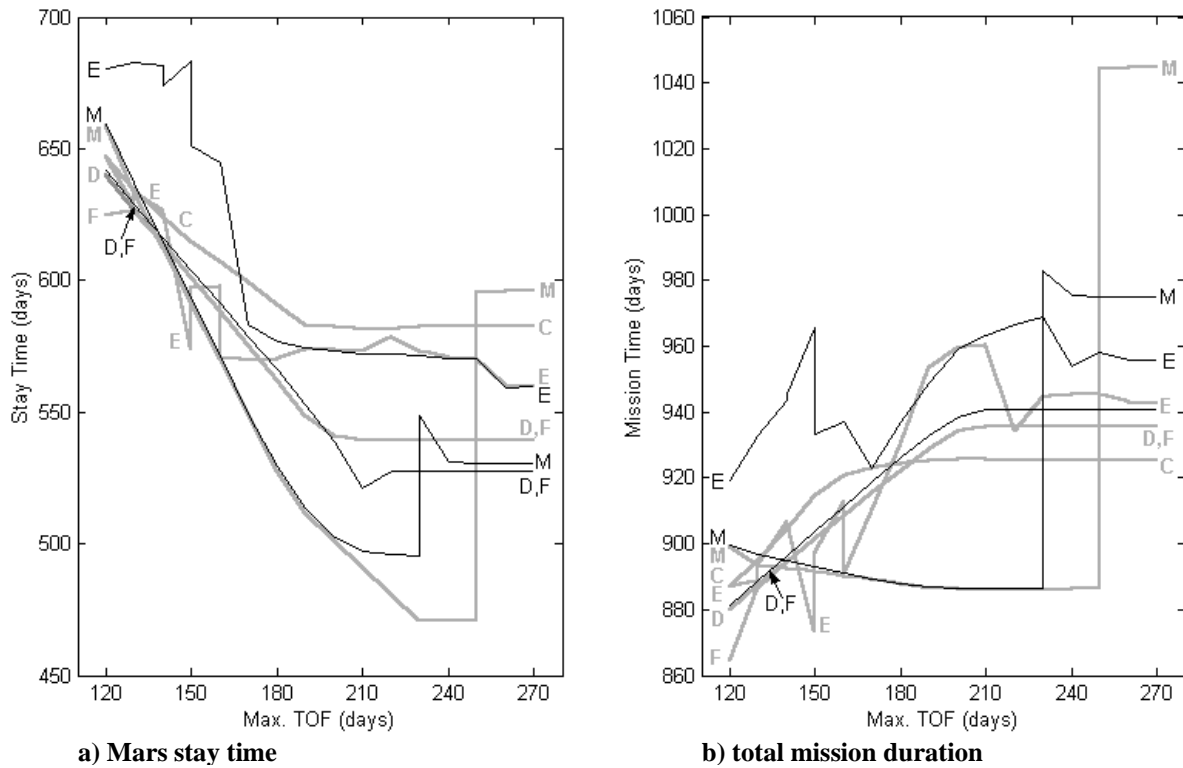 700
650
600
550
500
450
Stay Time (days)
E
M
M
D
F
D,F
E
C
E
M
C
E
E
D,F
M
D,F
120 150 180 210 240 270
Max. TOF (days)
a) Mars stay time
1060
1040
1020
1000
980
960
940
920
900
880
860
Mission Time (days)
E
M
M
C
E
D
F
D,F
E
M
M
E
E
D,F
C
120 150 180 210 240 270
Max. TOF (days)
b) total mission duration